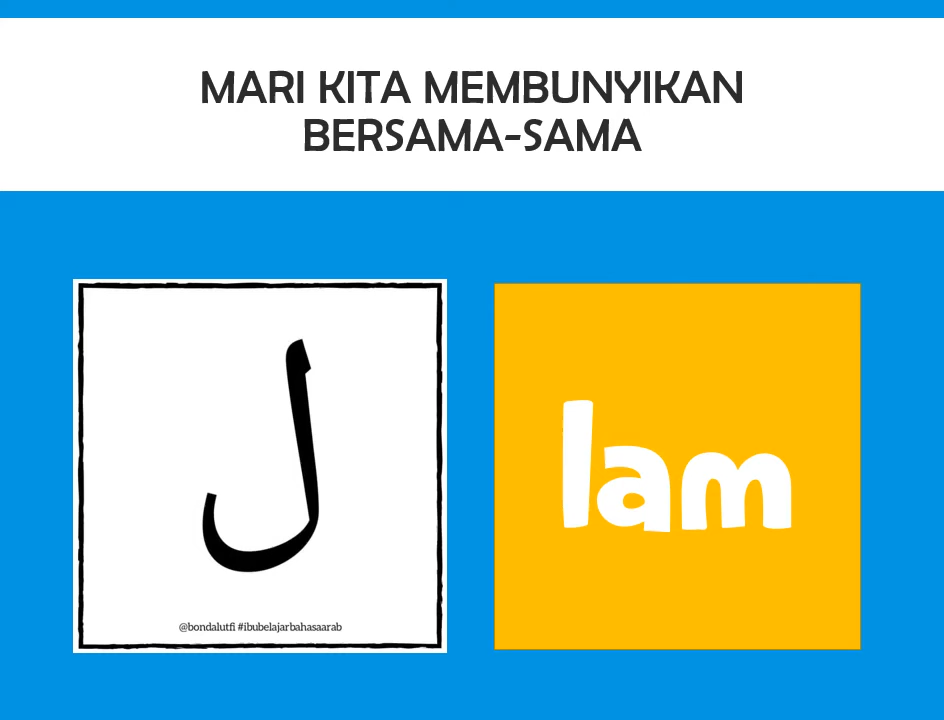 MARI KITA MEMBUNYIKAN
BERSAMA-SAMA
ل
lam
@bondalutfi #ibubelajarbahasaarab